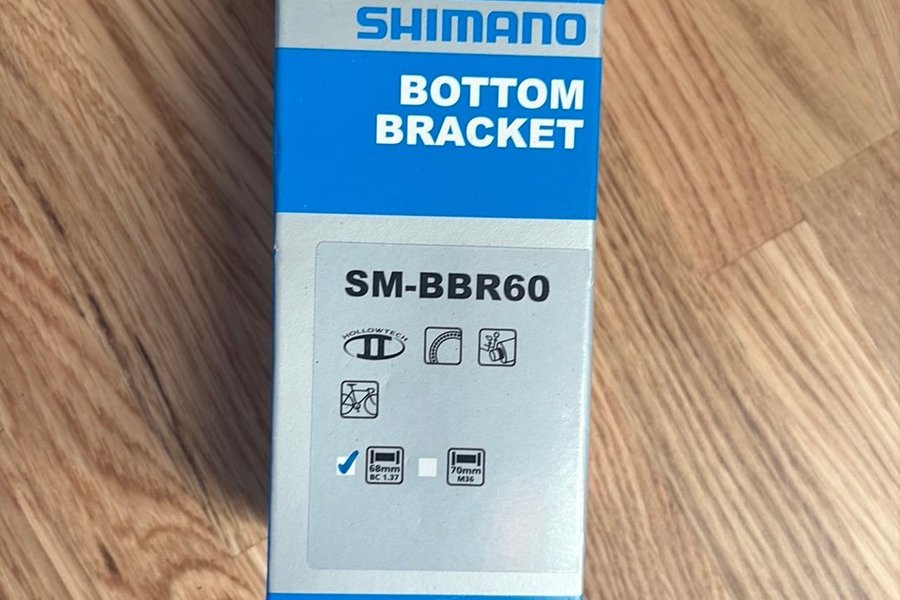 SHIMANO
BOTTOM
BRACKET
SM-BBR60
HOLLOWTECH
II
68mm
BC 1.37
70mm
M36